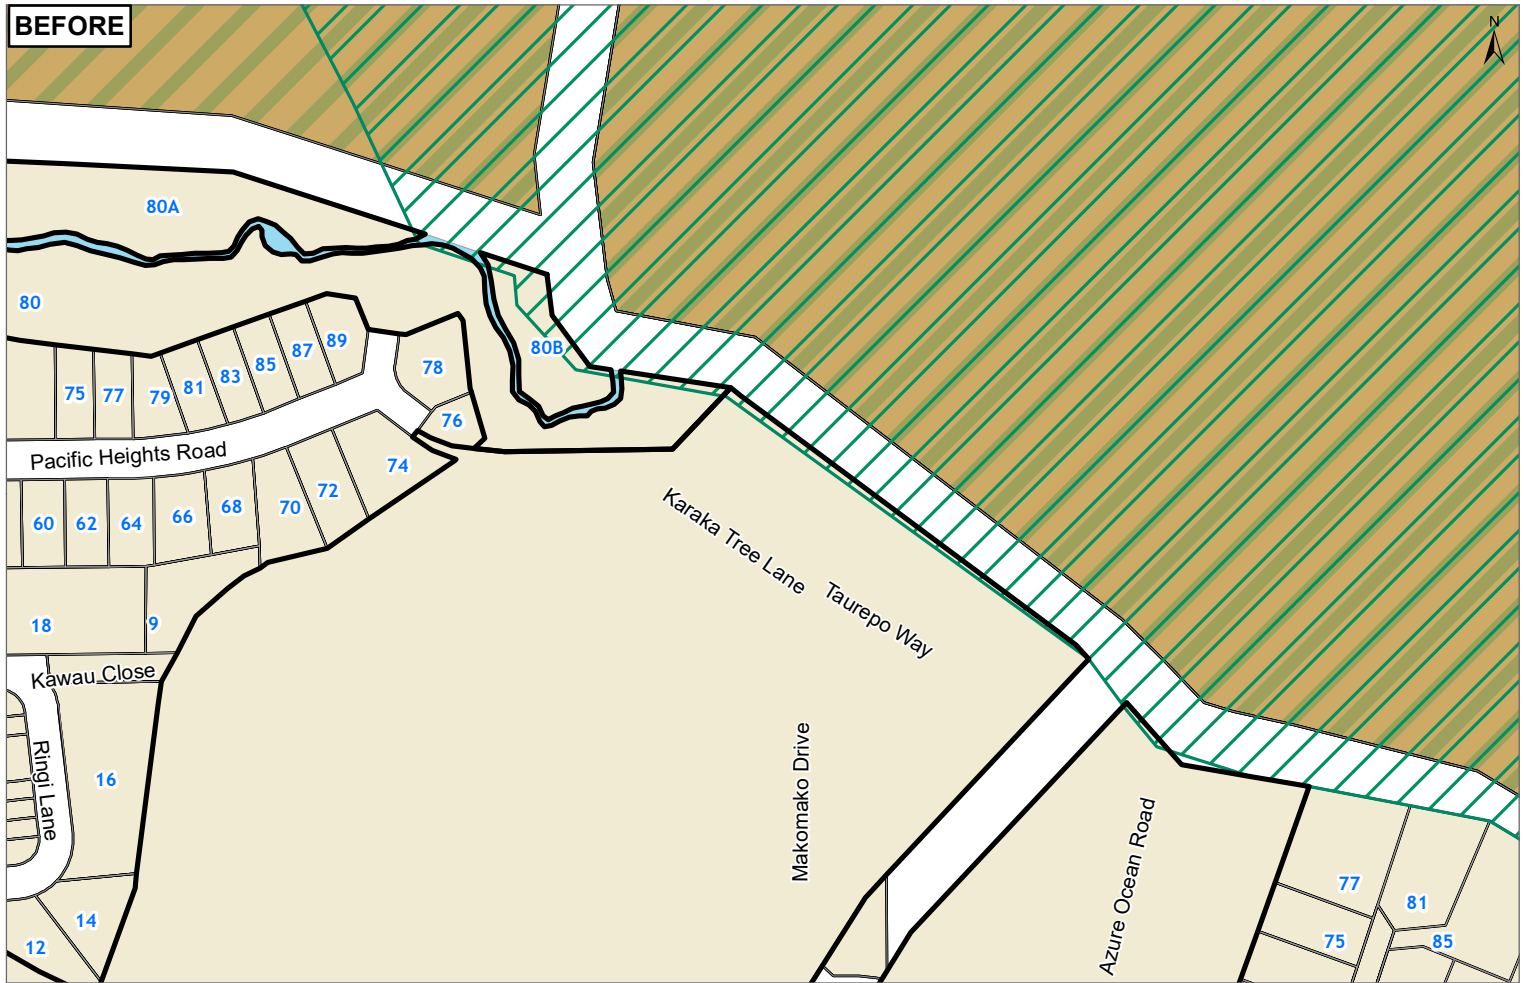 BEFORE
N
80A
80
80B
89
87
85
83
81
79
77
75
78
76
Pacific Heights Road
74
72
70
68
66
64
62
60
Karaka Tree Lane
Taurepo Way
18
9
Kawau Close
Ringi Lane
16
Makomako Drive
Azure Ocean Road
77
81
75
85
14
12